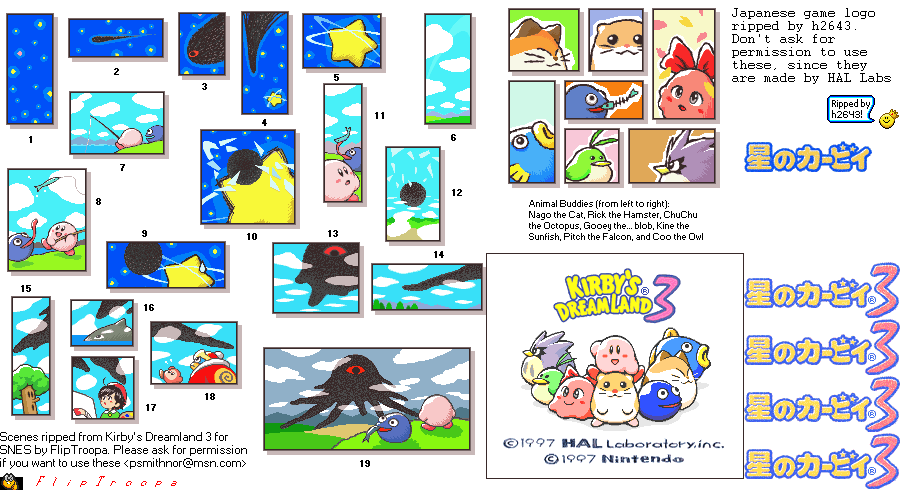 1
2
3
4
5
6
7
8
9
10
11
12
13
14
15
16
17
18
19
Scenes ripped from Kirby's Dreamland 3 for
SNES by FlipTroopa. Please ask for permission
if you want to use these <psmithnor@msn.com>
FlipTroopa
Japanese game logo
ripped by h2643.
Don't ask for
permission to use
these, since they
are made by HAL Labs
Ripped by
h2643!
星のカービィ
Animal Buddies (from left to right):
Nago the Cat, Rick the Hamster, ChuChu
the Octopus, Gooey the... blob, Kine the
Sunfish, Pitch the Falcon, and Coo the Owl
KIRBY'S®
DREAM LAND 3
©1997 HAL Laboratory,inc.
©1997 Nintendo
星のカービィ®3
星のカービィ®3
星のカービィ®3
星のカービィ®3